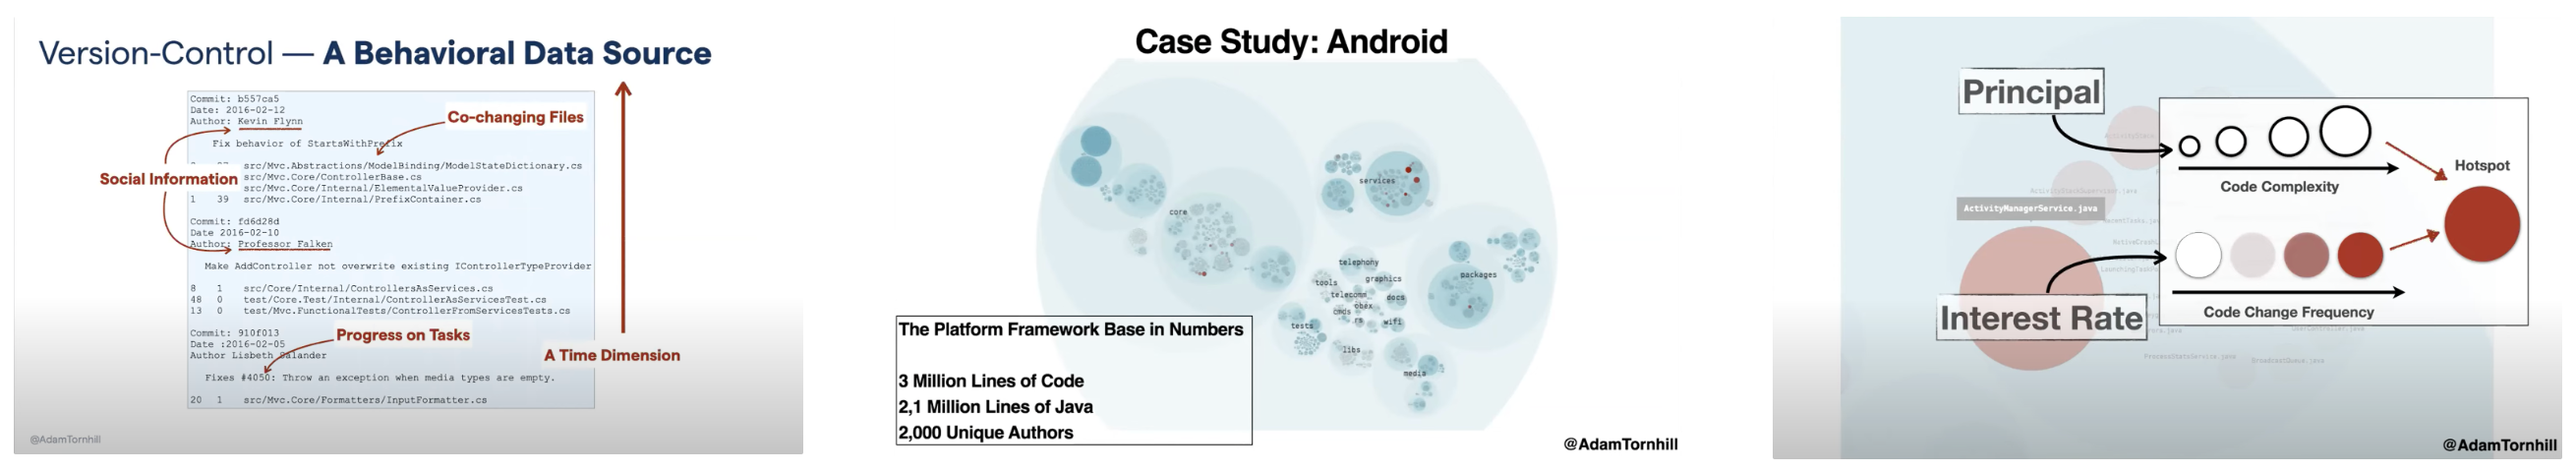 Version-Control — A Behavioral Data Source
Commit: b557ca5
Date: 2016-02-12
Author: Kevin Flynn
Co-changing Files
Fix behavior of StartsWithPrefix
src/Mvc.Abstractions/ModelBinding/ModelStateDictionary.cs
Social Information
src/Mvc.Core/ControllerBase.cs
src/Mvc.Core/Internal/ElementalValueProvider.cs
1 39 src/Mvc.Core/Internal/PrefixContainer.cs
Commit: fd6d28d
Date 2016-02-10
Author: Professor Falken
Make AddController not overwrite existing IControllerTypeProvider
8 1 src/Core/Internal/ControllersAsServices.cs
48 0 test/Core.Test/Internal/ControllerAsServicesTest.cs
13 0 test/Mvc.FunctionalTests/ControllerFromServicesTests.cs
Commit: 910f013
Progress on Tasks
Date :2016-02-05
Author Lisbeth Salander
A Time Dimension
Fixes #4050: Throw an exception when media types are empty.
20 1 src/Mvc.Core/Formatters/InputFormatter.cs
@AdamTornhill
Case Study: Android
services
core
telephony
graphics
packages
tools
telecomm
docs
obex
cmds
rs
wifi
tests
libs
media
The Platform Framework Base in Numbers
3 Million Lines of Code
2,1 Million Lines of Java
2,000 Unique Authors
@AdamTornhill
Principal
Code Complexity
Hotspot
ActivityStackSupervisor.java
ActivityManagerService.java
Interest Rate
Code Change Frequency
UserController.java
ProcessStatsService.java
BroadcastQueue.java
@AdamTornhill